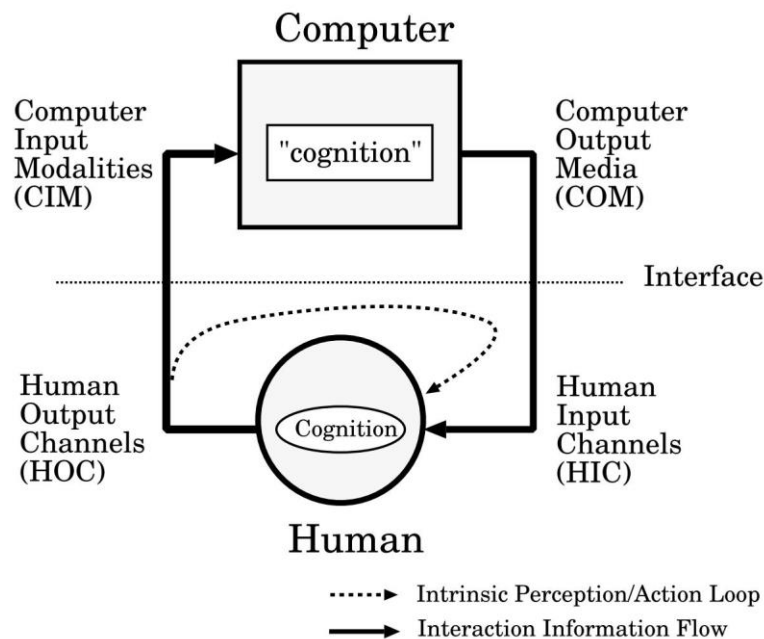 Computer
Computer
Input
Modalities
(CIM)
"cognition"
Computer
Output
Media
(COM)
Interface
Human
Output
Channels
(HOC)
Cognition
Human
Input
Channels
(HIC)
Human
Intrinsic Perception/Action Loop
Interaction Information Flow